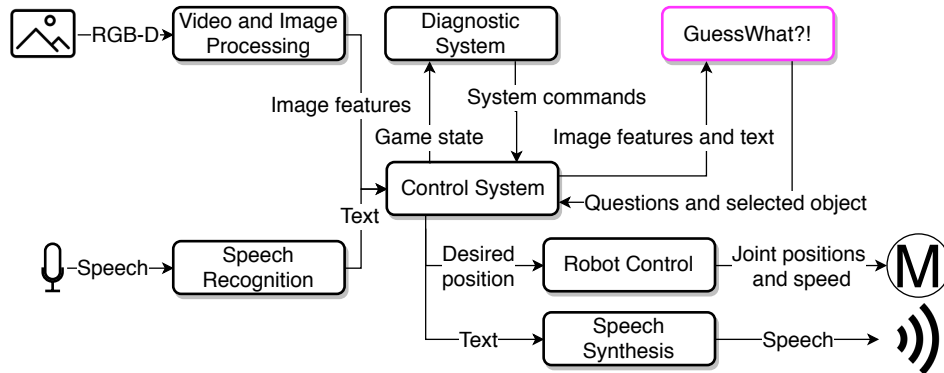 RGB-D
Video and Image
Processing
Diagnostic
System
GuessWhat?!
Image features
System commands
Game state
Image features and text
Control System
Text
Questions and selected object
Speech
Speech
Recognition
Desired
position
Robot Control
Joint positions
and speed
M
Text
Speech
Synthesis
Speech